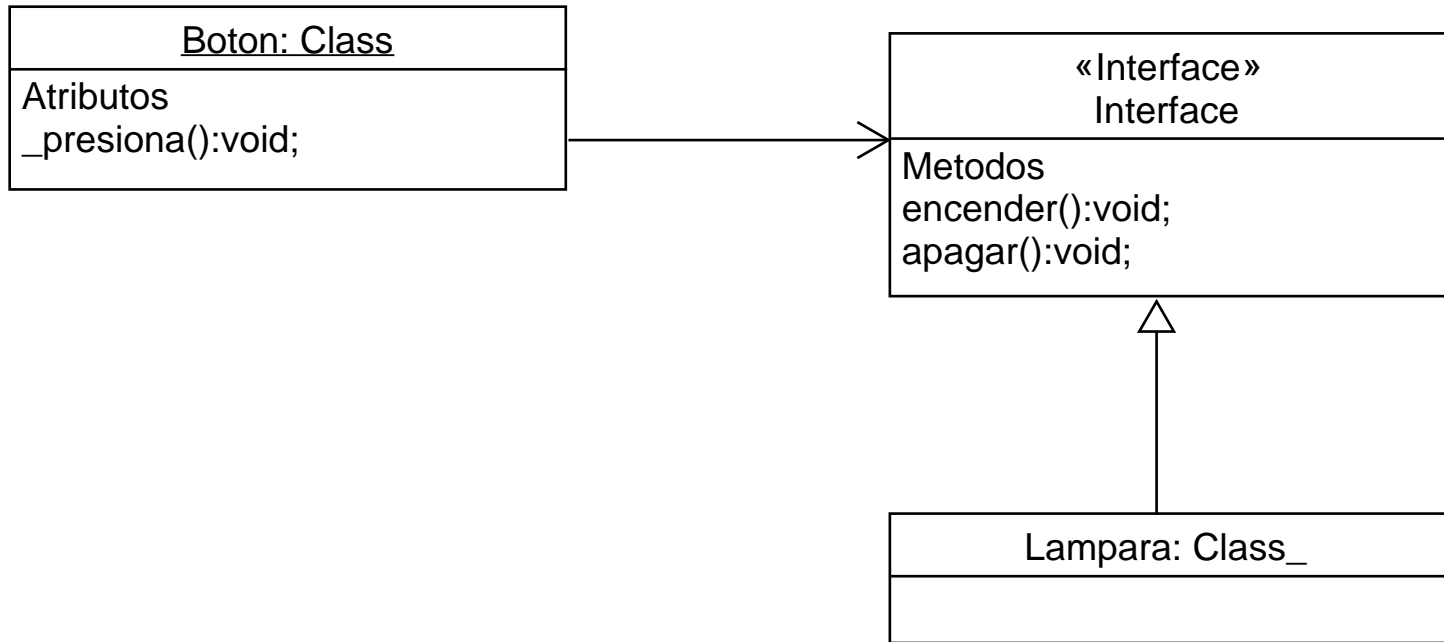 Boton: Class
Atributos
_presiona():void;
«Interface»
Interface
Metodos
encender():void;
apagar():void;
Lampara: Class_